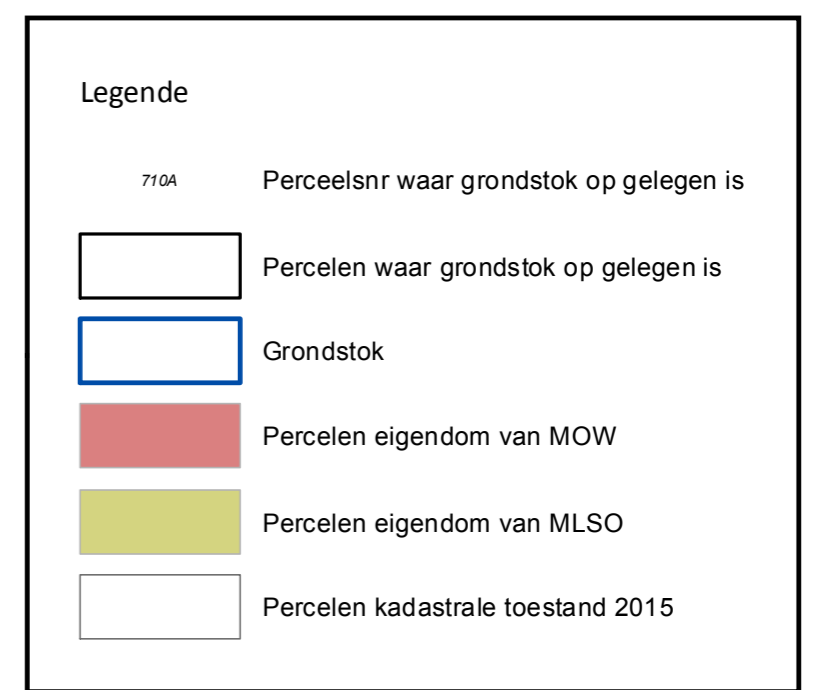 Legende
710A Perceelsnr waar grondstok op gelegen is
Percelen waar grondstok op gelegen is
Grondstok
Percelen eigendom van MOW
Percelen eigendom van MLSO
Percelen kadastrale toestand 2015